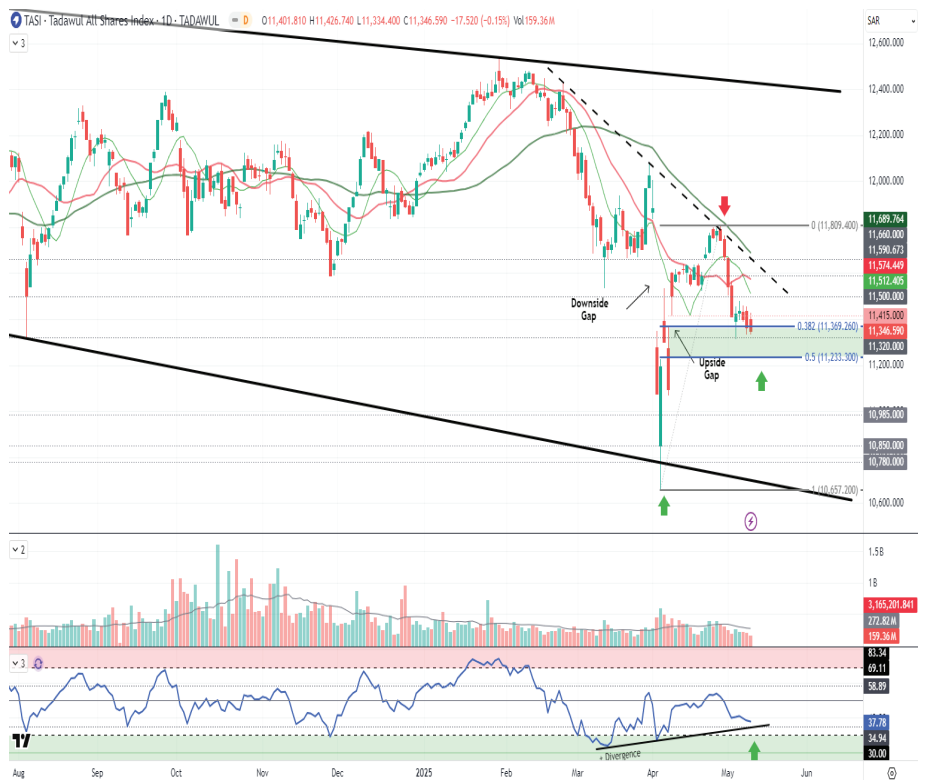 TASI · Tadawul All Shares Index · 1D · TADAWUL D O11,401.810 H11,426.740 L11,334.400 C11,346.590 -17.520 (-0.15%) Vol159.36M
SAR
3
12,600.000
12,400.000
12,200.000
12,000.000
0 (11,809.400)
11,689.764
11,665.000
11,590.673
11,574.449
11,512.405
11,500.000
Downside
Gap
11,415.000
0.382 (11,369.260)
11,346.590
11,320.000
0.5 (11,233.300)
Upside
Gap
11,200.000
10,985.000
10,850.000
10,780.000
1 (10,657.200)
10,600.000
2
1.5B
1B
3,165,201.841
272.82M
159.36M
3
83.34
69.11
58.89
37.78
34.94
30.00
+ Divergence
Aug Sep Oct Nov Dec 2025 Feb Mar Apr May Jun